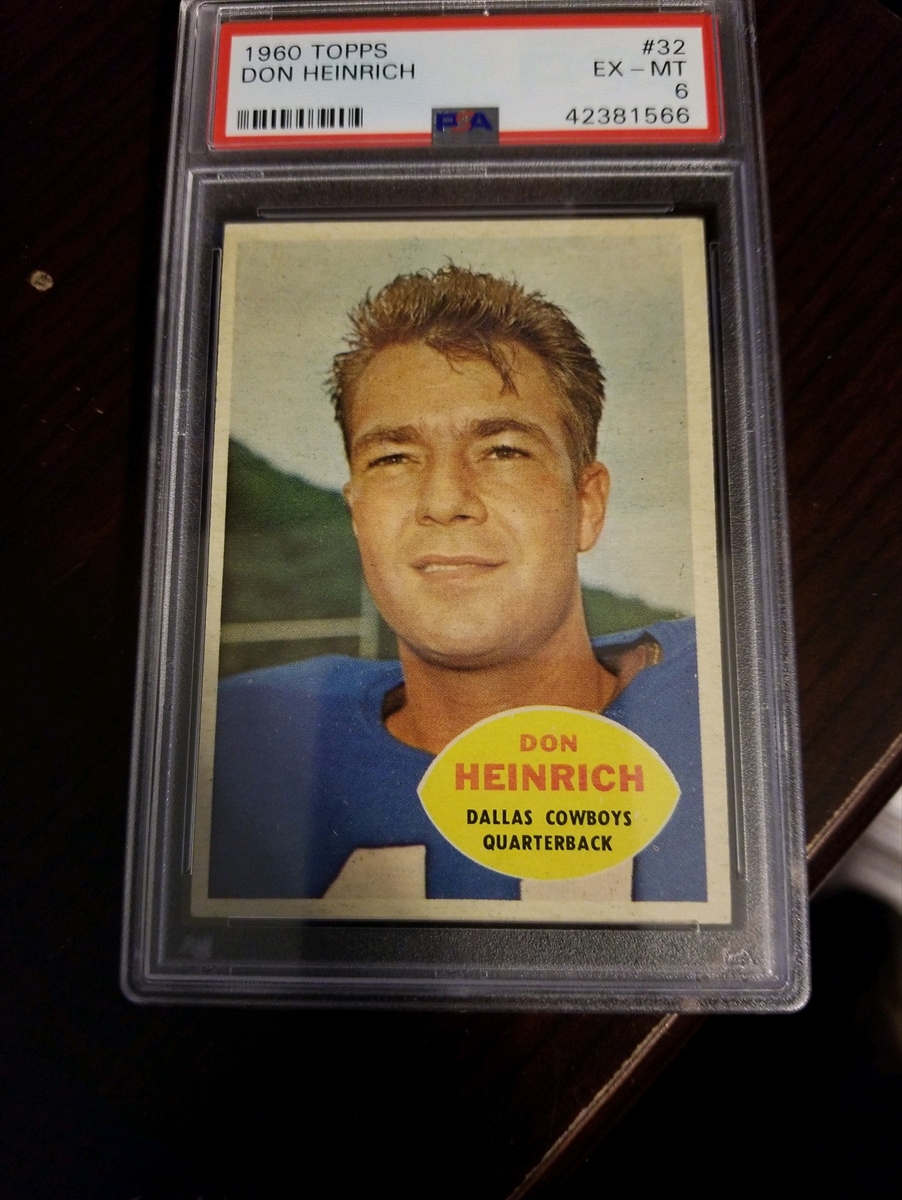 1960 TOPPS #32
DON HEINRICH EX - MT
6
PSA 42381566
DON
HEINRICH
DALLAS COWBOYS
QUARTERBACK